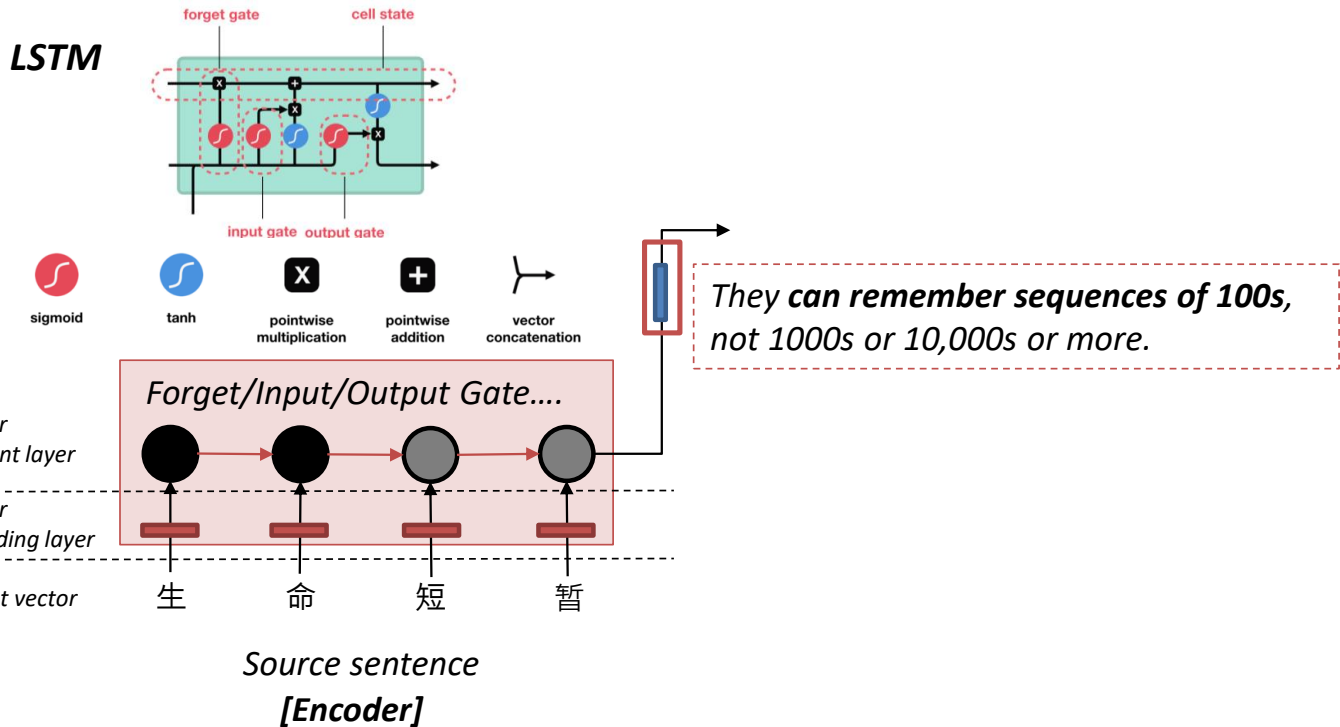 forget gate
cell state
LSTM
input gate
output gate
sigmoid
tanh
X
pointwise
multiplication
+
pointwise
addition
vector
concatenation
They can remember sequences of 100s,
not 1000s or 10,000s or more.
Forget/Input/Output Gate....
layer
layer
vector
生 命 短 暂
Source sentence
[Encoder]